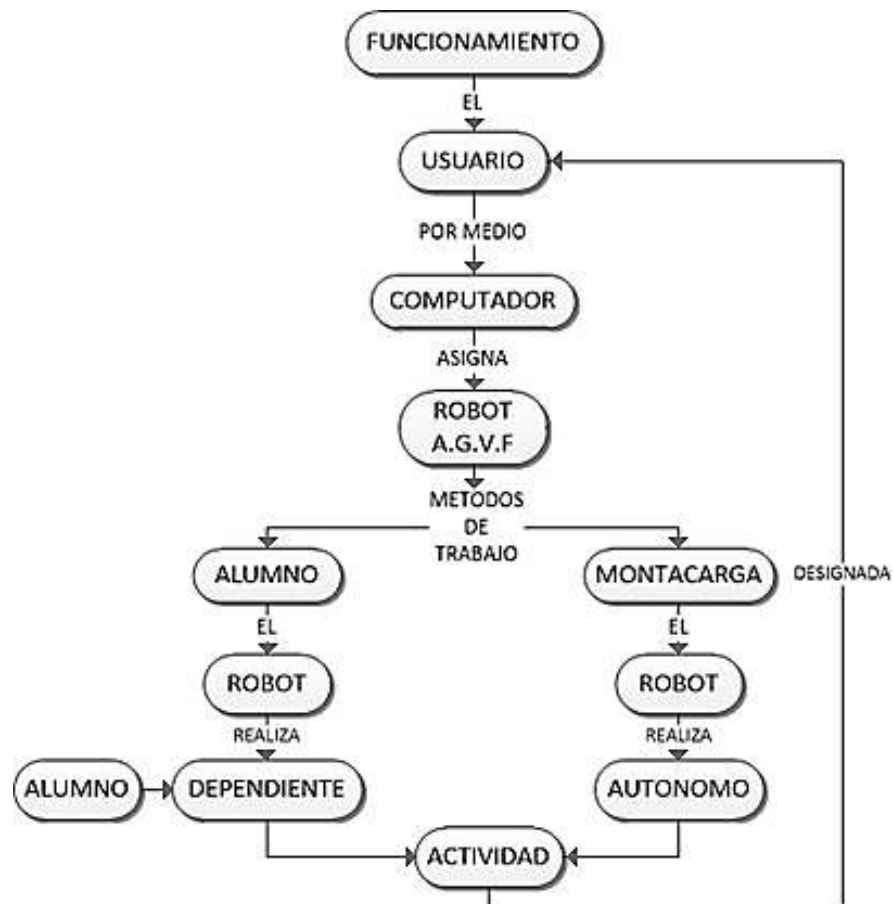 FUNCIONAMIENTO
EL
USUARIO
POR MEDIO
COMPUTADOR
ASIGNA
ROBOT
A.G.V.F
METODOS
DE
TRABAJO
ALUMNO
MONTACARGA
DESIGNADA
EL
EL
ROBOT
ROBOT
REALIZA
REALIZA
ALUMNO
DEPENDIENTE
AUTONOMO
ACTIVIDAD